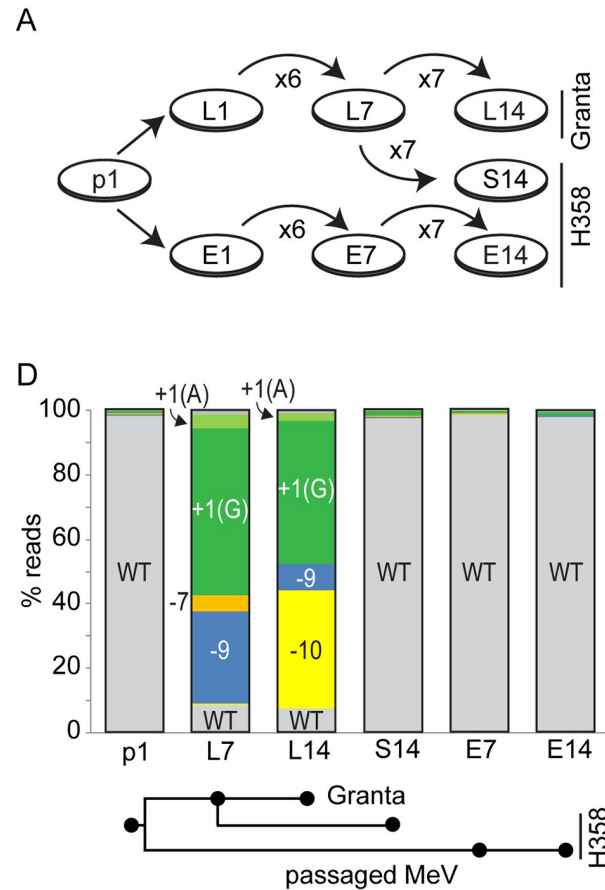 A
x6
x7
L1
L7
L14
Granta
p1
x7
S14
H358
x6
x7
E1
E7
E14
D
+1(A)
+1(A)
100
80
60
40
20
0
% reads
WT
+1(G)
-7
-9
WT
+1(G)
-9
-10
WT
WT
WT
WT
p1
L7
L14
S14
E7
E14
Granta
H358
passaged MeV